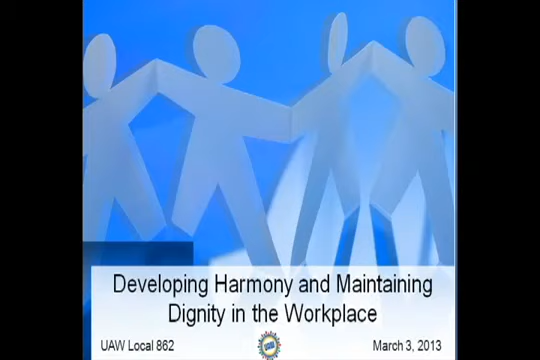 Developing Harmony and Maintaining
Dignity in the Workplace
UAW Local 862
March 3, 2013